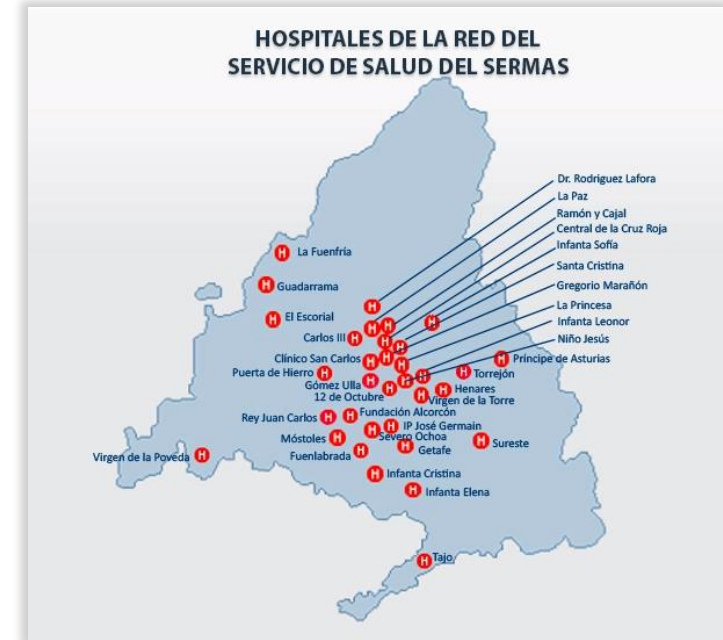 HOSPITALES DE LA RED DEL
SERVICIO DE SALUD DEL SERMAS
Dr. Rodriguez Lafora
La Paz
Ramón y Cajal
Central de la Cruz Roja
Infanta Sofía
Santa Cristina
Gregorio Marañón
La Princesa
Infanta Leonor
Niño Jesús
La Fuenfría
Guadarrama
El Escorial
Carlos III
Clínico San Carlos
Príncipe de Asturias
Puerta de Hierro
Torrejón
Gómez Ulla
Henares
12 de Octubre
Virgen de la Torre
Fundación Alcorcón
Rey Juan Carlos
IP José Germain
Móstoles
Severo Ochoa
Sureste
Getafe
Fuenlabrada
Virgen de la Poveda
Infanta Cristina
Infanta Elena
Tajo